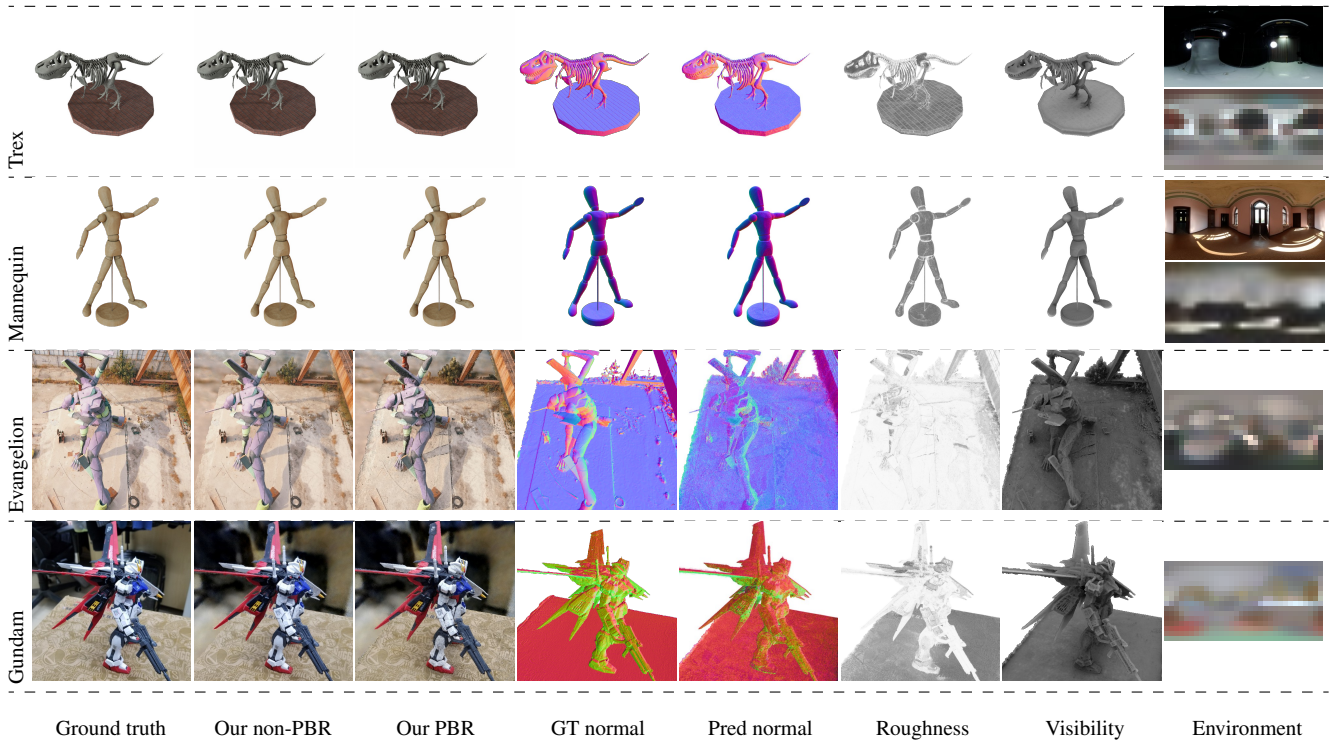 Trex
Mannequin
Evangelion
Gundam
Ground truth
Our non-PBR
Our PBR
GT normal
Pred normal
Roughness
Visibility
Environment